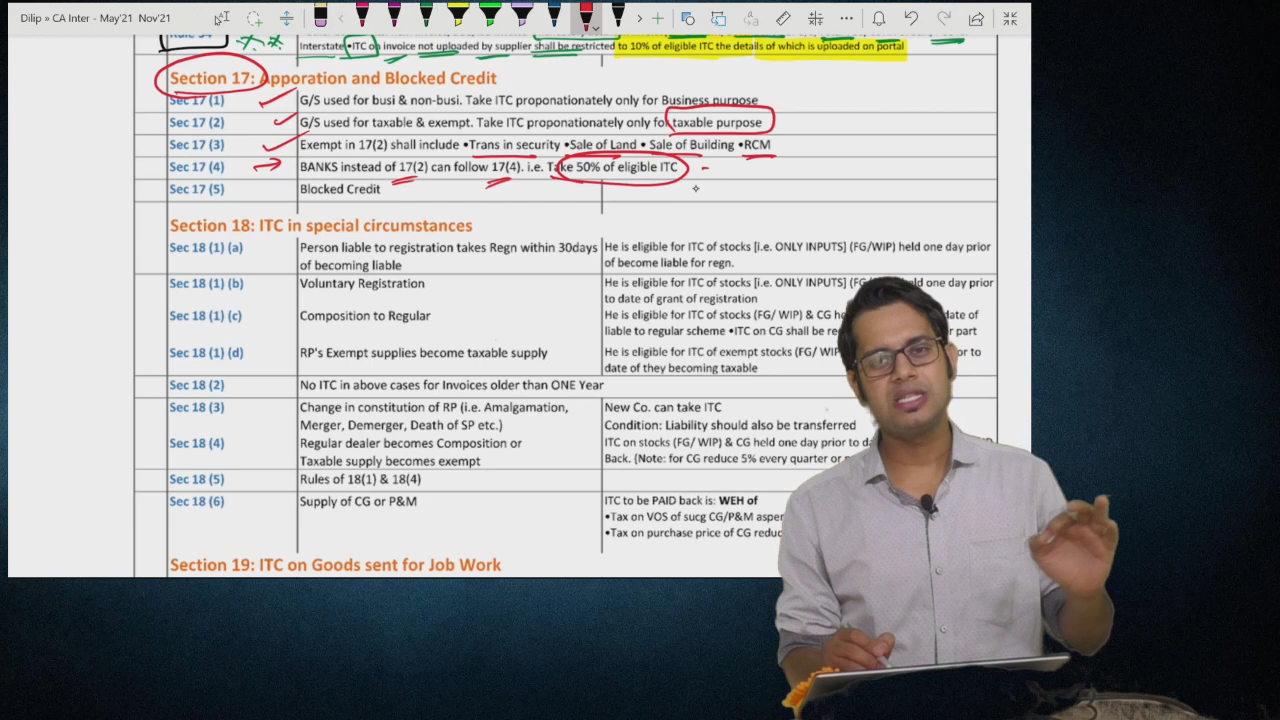 Dilip » CA Inter - May'21 Nov'21
Interstate •ITC on invoice not uploaded by supplier shall be restricted to 10% of eligible ITC the details of which is uploaded on portal
Section 17: Apporation and Blocked Credit
Sec 17 (1) G/S used for busi & non-busi. Take ITC proponationately only for Business purpose
Sec 17 (2) G/S used for taxable & exempt. Take ITC proponationately only for taxable purpose
Sec 17 (3) Exempt in 17(2) shall include •Trans in security •Sale of Land • Sale of Building •RCM
Sec 17 (4) BANKS instead of 17(2) can follow 17(4). i.e. Take 50% of eligible ITC
Sec 17 (5) Blocked Credit
Section 18: ITC in special circumstances
Sec 18 (1) (a) Person liable to registration takes Regn within 30days He is eligible for ITC of stocks [i.e. ONLY INPUTS] (FG/WIP) held one day prior
of becoming liable of become liable for regn.
Sec 18 (1) (b) Voluntary Registration He is eligible for ITC of stocks [i.e. ONLY INPUTS] held one day prior
to date of grant of registration
Sec 18 (1) (c) Composition to Regular He is eligible for ITC of stocks (FG/ WIP) & CG date of
liable to regular scheme •ITC on CG shall be part
Sec 18 (1) (d) RP's Exempt supplies become taxable supply He is eligible for ITC of exempt stocks (FG/ WIP to
date of they becoming taxable
Sec 18 (2) No ITC in above cases for Invoices older than ONE Year
Sec 18 (3) Change in constitution of RP (i.e. Amalgamation, New Co. can take ITC
Merger, Demerger, Death of SP etc.) Condition: Liability should also be transferred
Sec 18 (4) Regular dealer becomes Composition or ITC on stocks (FG/ WIP) & CG held one day prior to
Taxable supply becomes exempt Back. (Note: for CG reduce 5% every quarter or
Sec 18 (5) Rules of 18(1) & 18(4)
Sec 18 (6) Supply of CG or P&M ITC to be PAID back is: WEH of
•Tax on VOS of sucg CG/P&M asper
•Tax on purchase price of CG
Section 19: ITC on Goods sent for Job Work